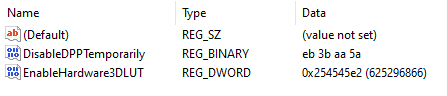 Name Type Data
(Default) REG_SZ (value not set)
DisableDPPTemporarily REG_BINARY eb 3b aa 5a
EnableHardware3DLUT REG_DWORD 0x254545e2 (625296866)